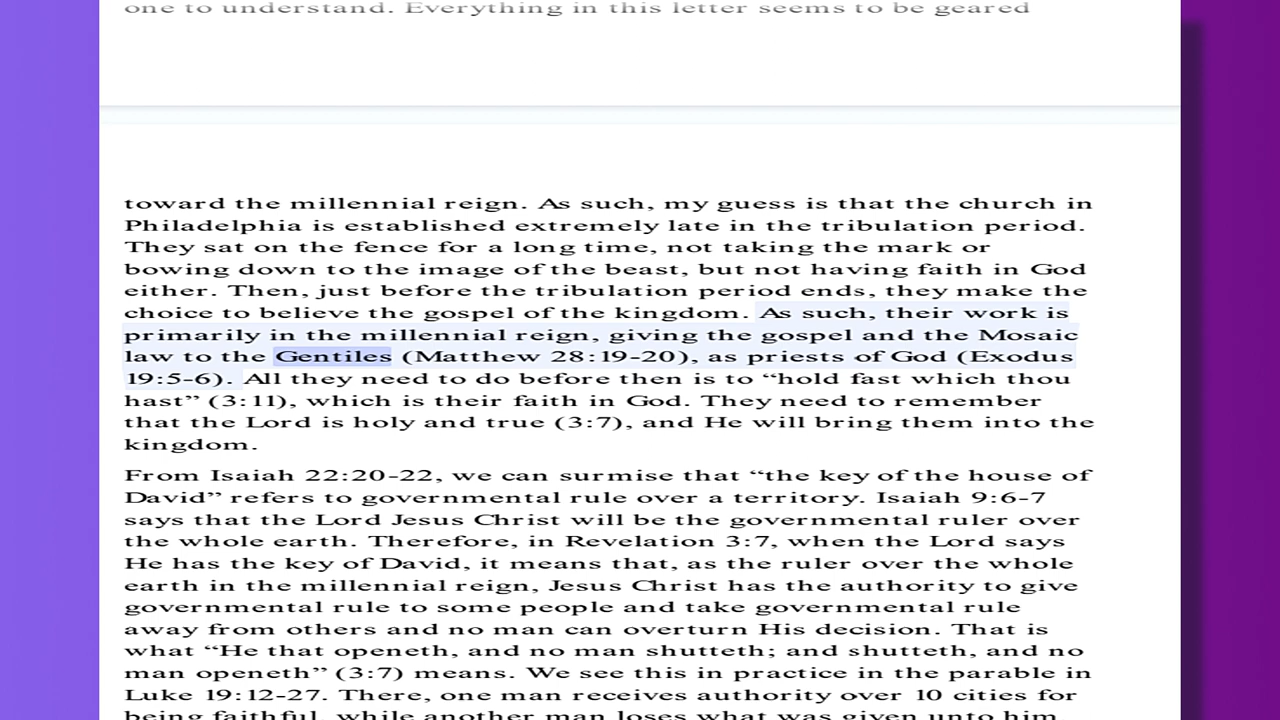 one to understand. Everything in this letter seems to be geared
toward the millennial reign. As such, my guess is that the church in
Philadelphia is established extremely late in the tribulation period.
They sat on the fence for a long time, not taking the mark or
bowing down to the image of the beast, but not having faith in God
either. Then, just before the tribulation period ends, they make the
choice to believe the gospel of the kingdom. As such, their work is
primarily in the millennial reign, giving the gospel and the Mosaic
law to the Gentiles (Matthew 28:19-20), as priests of God (Exodus
19:5-6). All they need to do before then is to “hold fast which thou
hast” (3:11), which is their faith in God. They need to remember
that the Lord is holy and true (3:7), and He will bring them into the
kingdom.
From Isaiah 22:20-22, we can surmise that “the key of the house of
David” refers to governmental rule over a territory. Isaiah 9:6-7
says that the Lord Jesus Christ will be the governmental ruler over
the whole earth. Therefore, in Revelation 3:7, when the Lord says
He has the key of David, it means that, as the ruler over the whole
earth in the millennial reign, Jesus Christ has the authority to give
governmental rule to some people and take governmental rule
away from others and no man can overturn His decision. That is
what “He that openeth, and no man shutteth; and shutteth, and no
man openeth” (3:7) means. We see this in practice in the parable in
Luke 19:12-27. There, one man receives authority over 10 cities for
being faithful, while another man loses what was given unto him